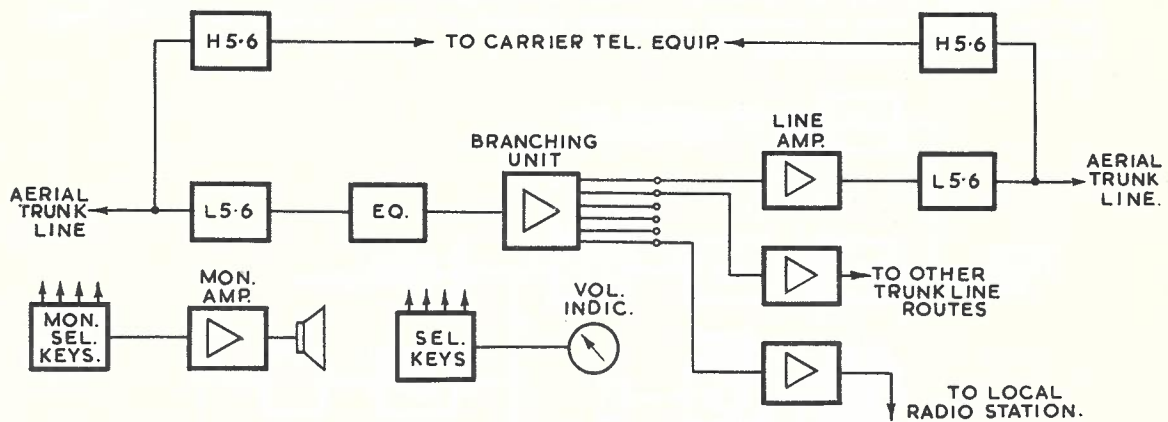 H5·6
TO CARRIER TEL. EQUIP.
H5·6
BRANCHING
UNIT
LINE
AMP.
AERIAL
TRUNK
LINE
L5·6
EQ.
L5·6
AERIAL
TRUNK
LINE.
MON.
SEL.
KEYS.
MON.
AMP.
SEL.
KEYS
VOL.
INDIC.
TO OTHER
TRUNK LINE
ROUTES
TO LOCAL
RADIO STATION.